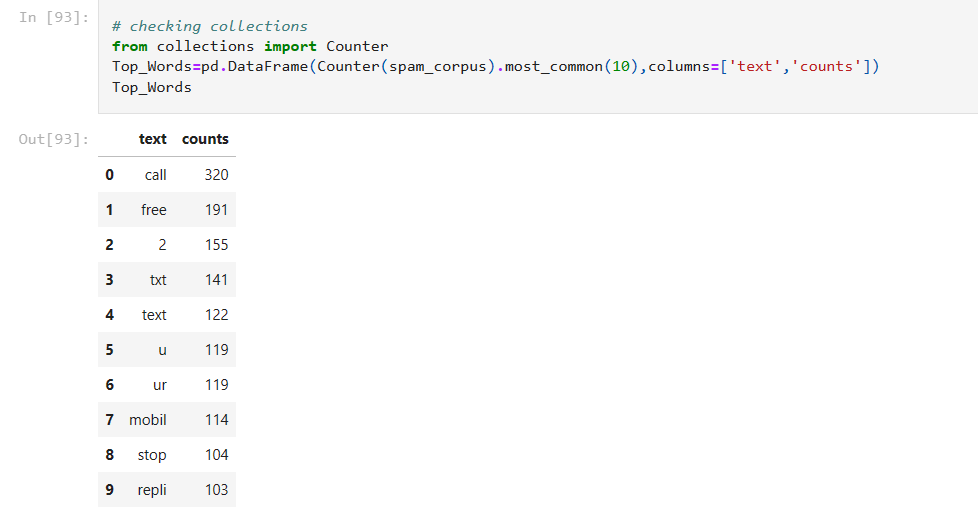 In [93]:
# checking collections
from collections import Counter
Top_Words=pd.DataFrame(Counter(spam_corpus).most_common(10),columns=['text','counts'])
Top_Words
Out[93]:
text counts
0 call 320
1 free 191
2 2 155
3 txt 141
4 text 122
5 u 119
6 ur 119
7 mobil 114
8 stop 104
9 repli 103